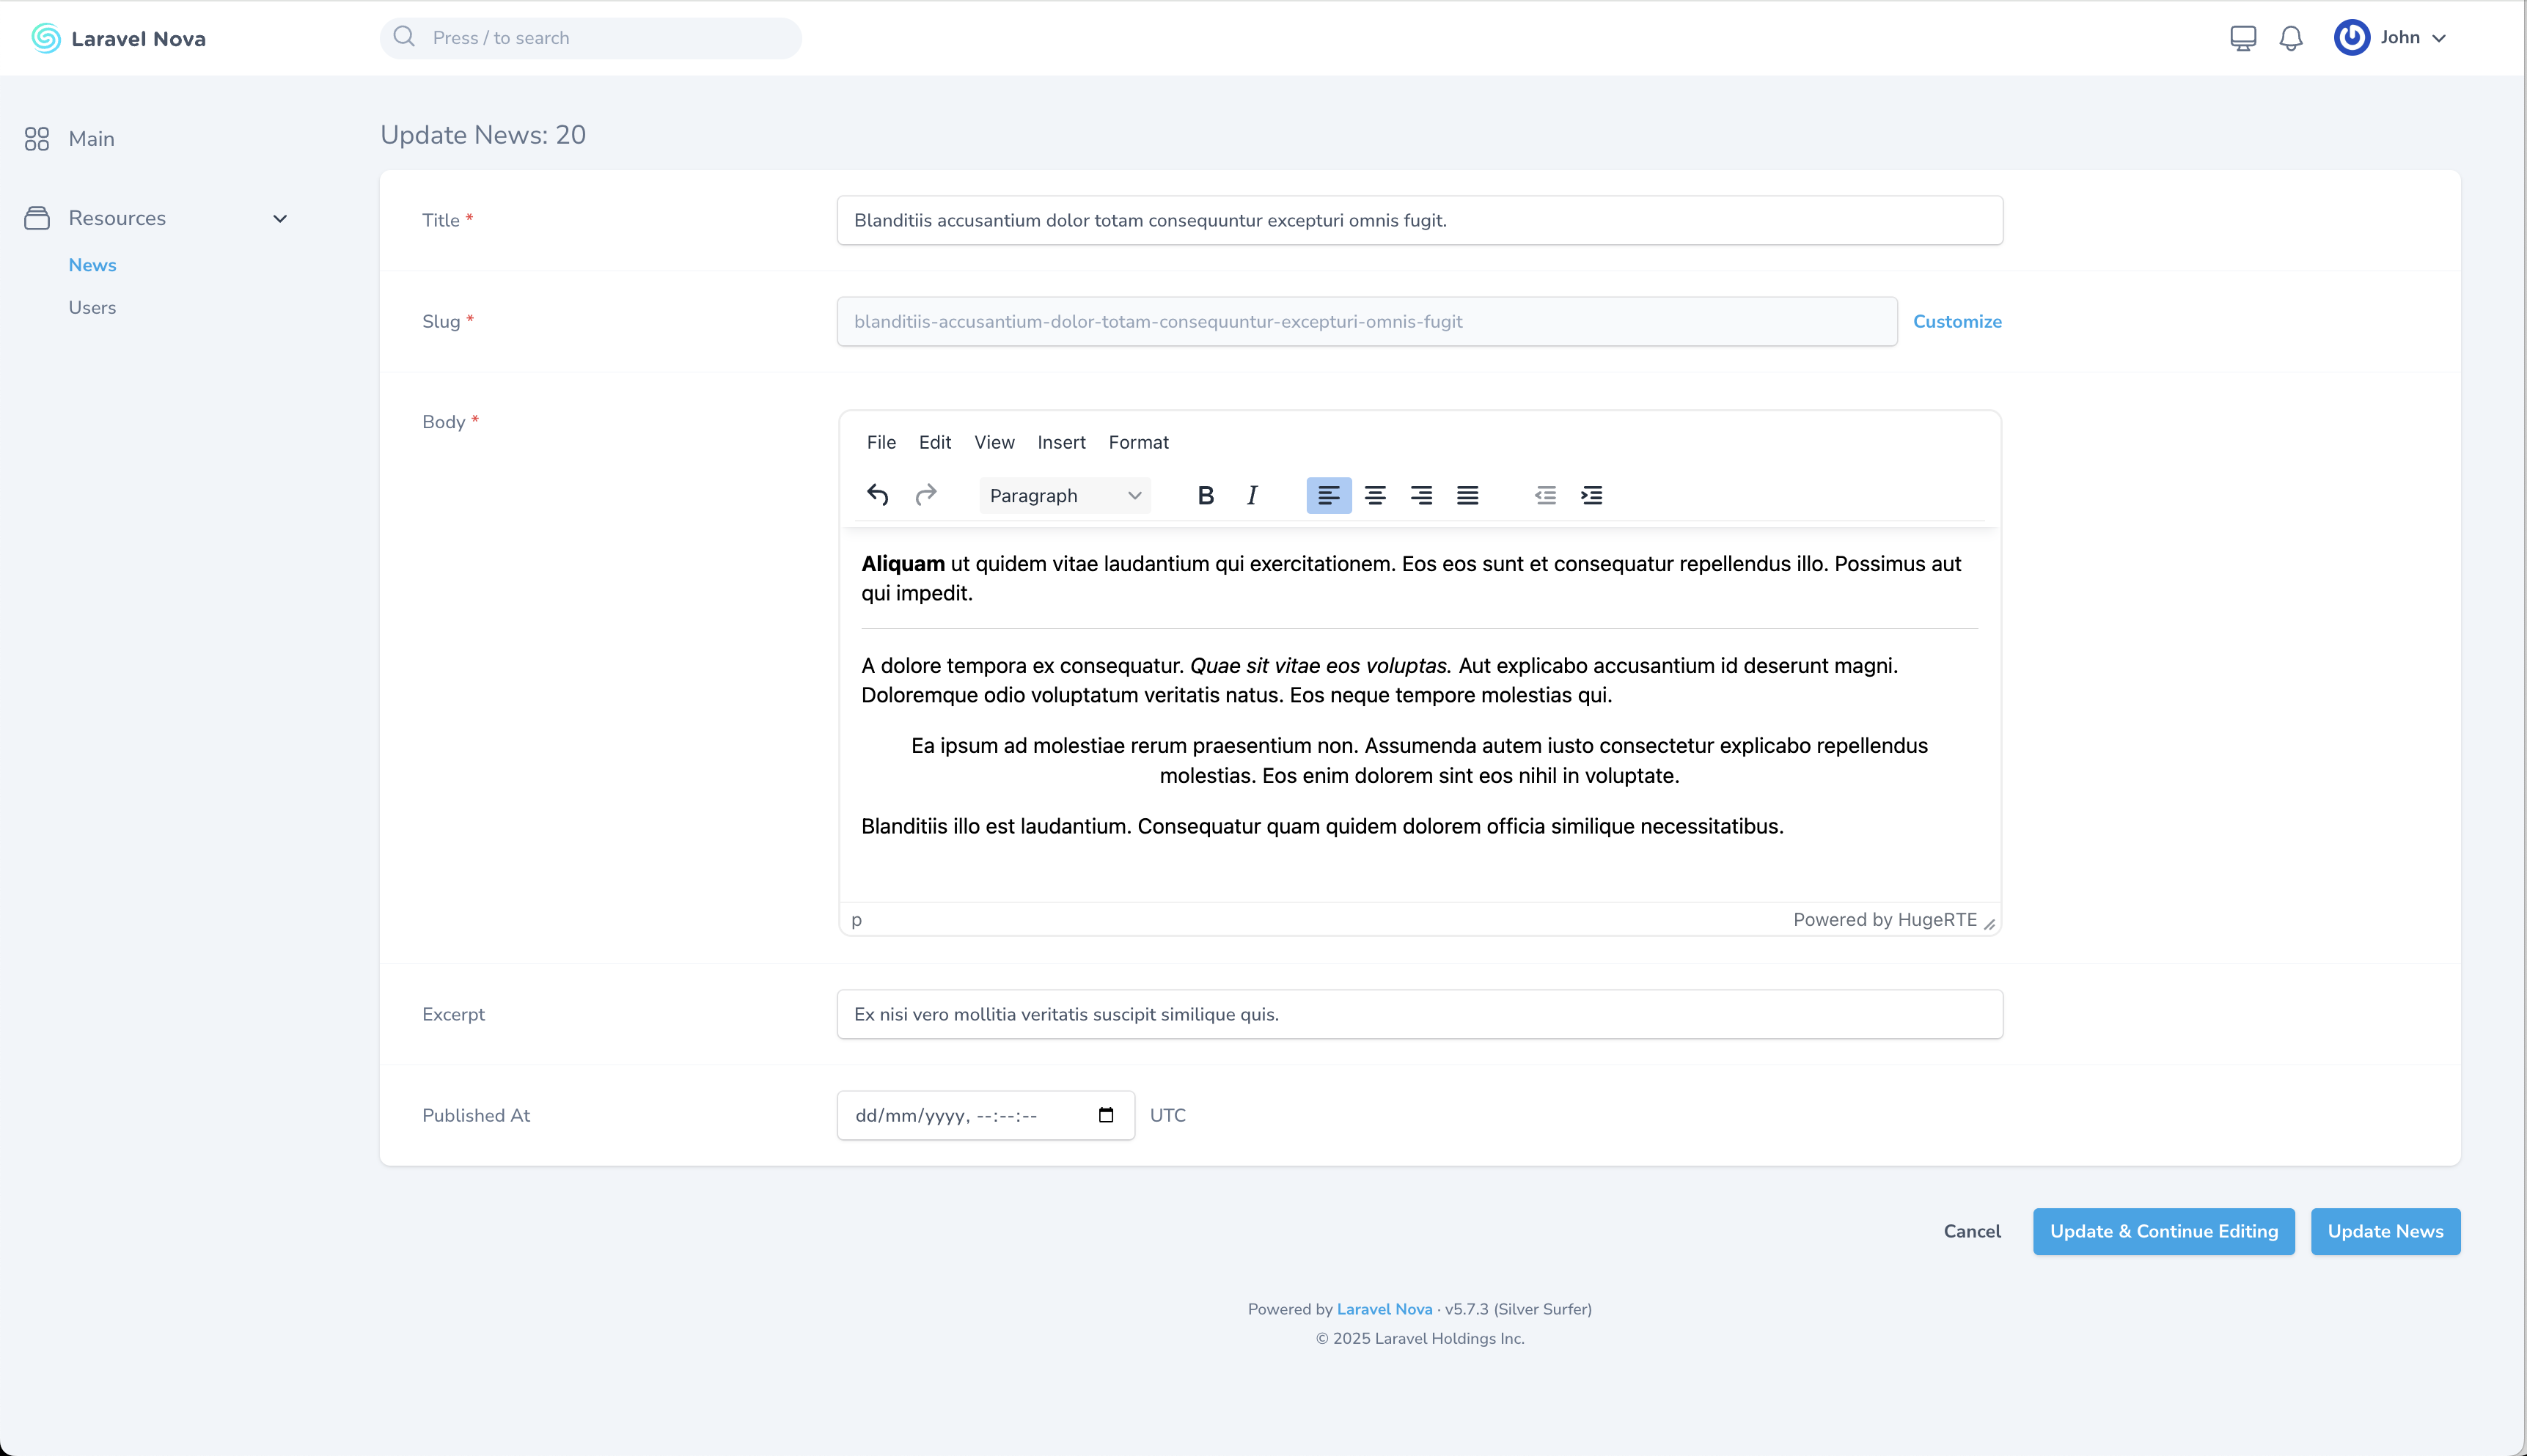 Laravel Nova
Press / to search
John
Main
Resources
News
Users
Update News: 20
Title *
Blanditiis accusantium dolor totam consequuntur excepturi omnis fugit.
Slug *
blanditiis-accusantium-dolor-totam-consequuntur-excepturi-omnis-fugit
Customize
Body *
File Edit View Insert Format
Paragraph B I
Aliquam ut quidem vitae laudantium qui exercitationem. Eos eos sunt et consequatur repellendus illo. Possimus aut
qui impedit.
A dolore tempora ex consequatur. Quae sit vitae eos voluptas. Aut explicabo accusantium id deserunt magni.
Doloremque odio voluptatum veritatis natus. Eos neque tempore molestias qui.
Ea ipsum ad molestiae rerum praesentium non. Assumenda autem iusto consectetur explicabo repellendus
molestias. Eos enim dolorem sint eos nihil in voluptate.
Blanditiis illo est laudantium. Consequatur quam quidem dolorem officia similique necessitatibus.
p
Powered by HugeRTE
Excerpt
Ex nisi vero mollitia veritatis suscipit similique quis.
Published At
dd/mm/yyyy, --:--:--
UTC
Cancel
Update & Continue Editing
Update News
Powered by Laravel Nova · v5.7.3 (Silver Surfer)
© 2025 Laravel Holdings Inc.